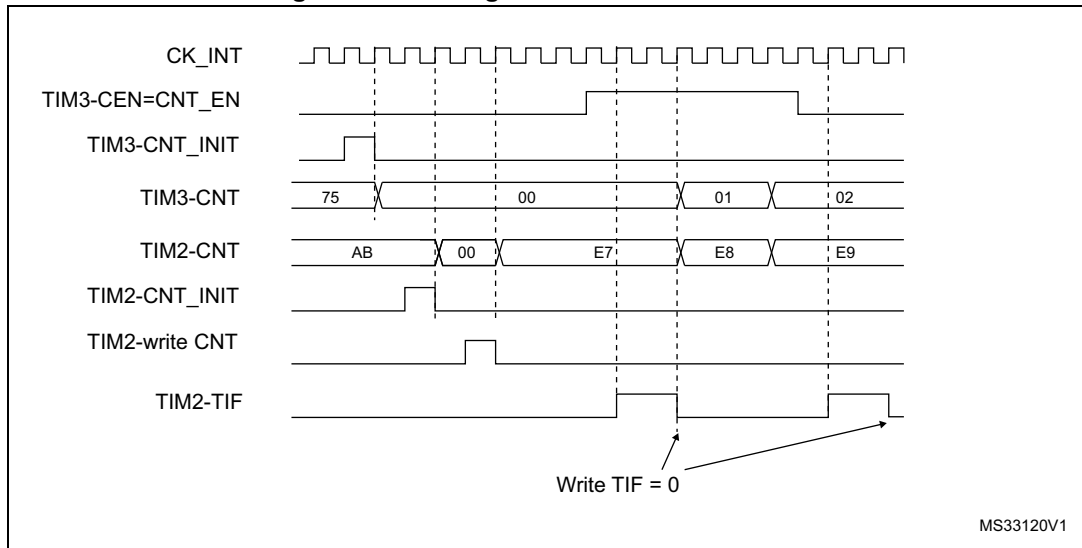 CK_INT
TIM3-CEN=CNT_EN
TIM3-CNT_INIT
TIM3-CNT 75 00 01 02
TIM2-CNT AB 00 E7 E8 E9
TIM2-CNT_INIT
TIM2-write CNT
TIM2-TIF
Write TIF = 0
MS33120V1